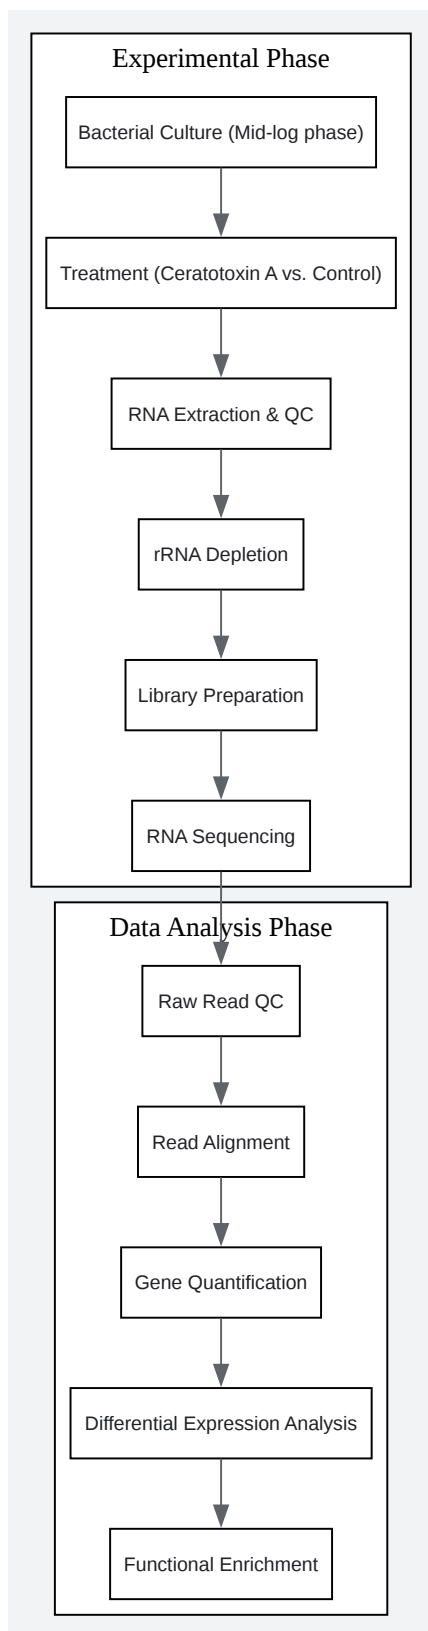 Experimental Phase
Bacterial Culture (Mid-log phase)
Treatment (Ceratotoxin A vs. Control)
RNA Extraction & QC
rRNA Depletion
Library Preparation
RNA Sequencing
Data Analysis Phase
Raw Read QC
Read Alignment
Gene Quantification
Differential Expression Analysis
Functional Enrichment